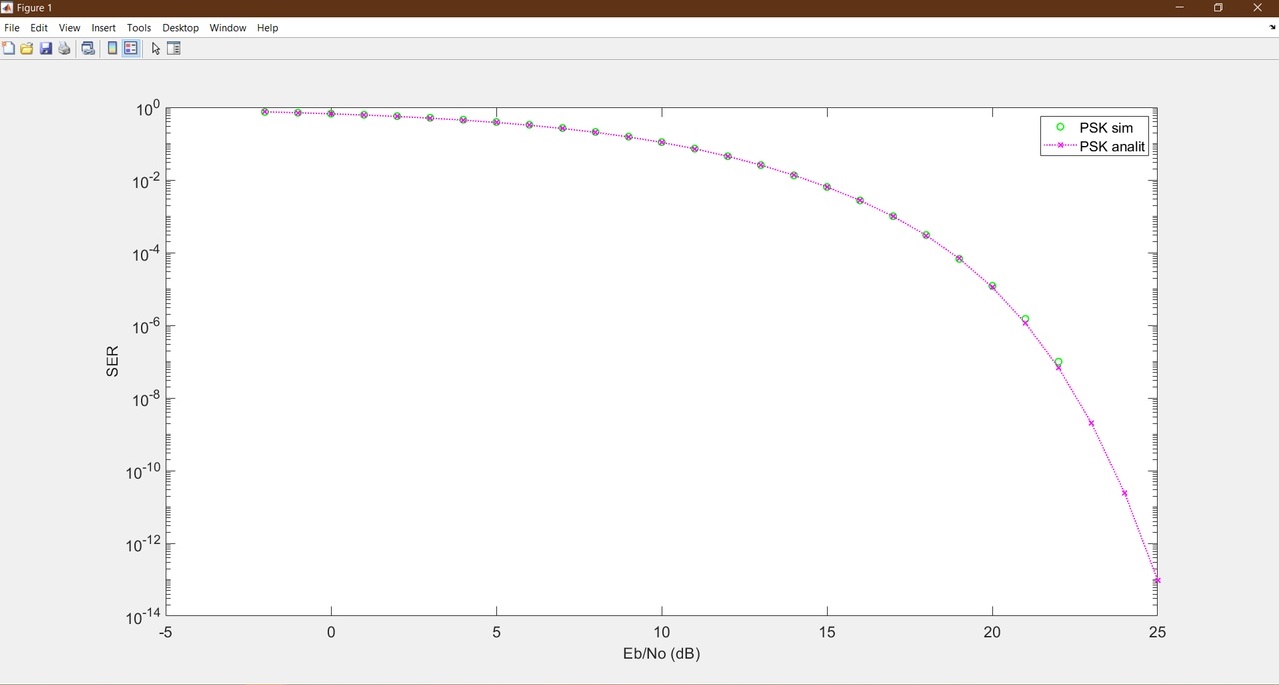 Figure 1
File Edit View Insert Tools Desktop Window Help
PSK sim
PSK analit
10^0
10^-2
10^-4
10^-6
10^-8
10^-10
10^-12
10^-14
SER
-5 0 5 10 15 20 25
Eb/No (dB)